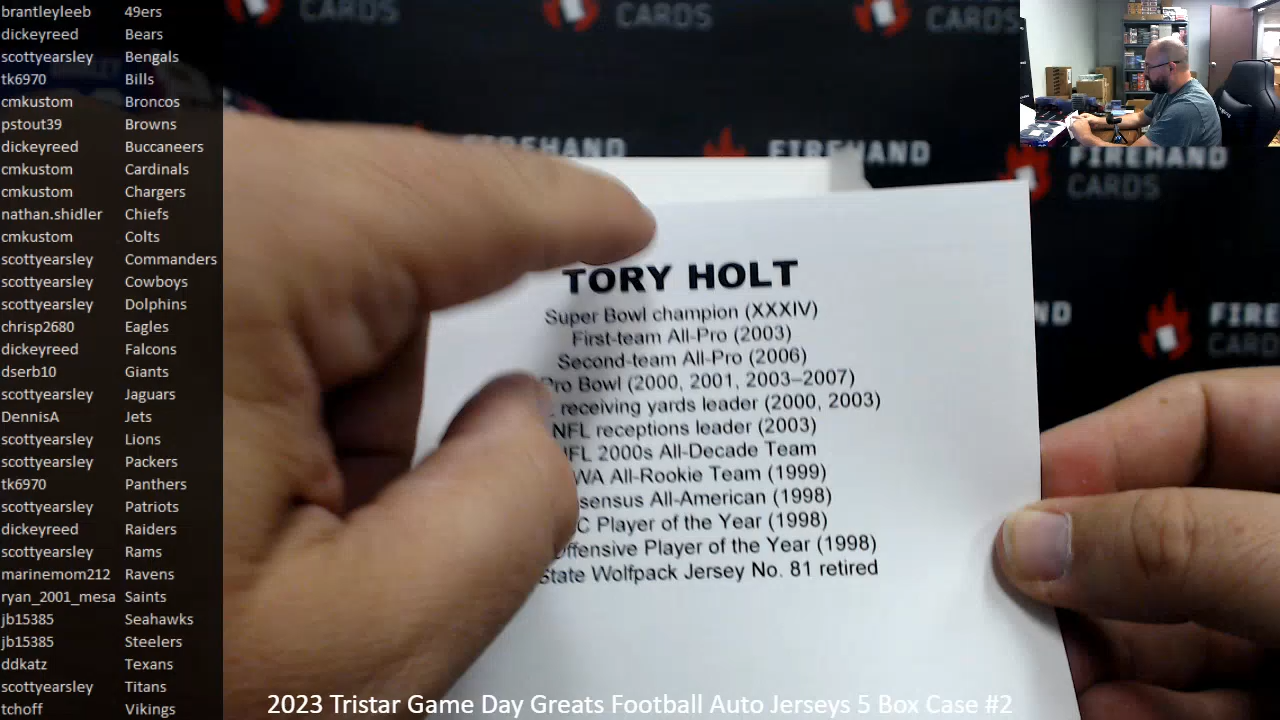 brantleyleeb 49ers
dickeyreed Bears
scottyearsley Bengals
tk6970 Bills
cmkustom Broncos
pstout39 Browns
dickeyreed Buccaneers
cmkustom Cardinals
cmkustom Chargers
nathan.shidler Chiefs
cmkustom Colts
scottyearsley Commanders
scottyearsley Cowboys
scottyearsley Dolphins
chrisp2680 Eagles
dickeyreed Falcons
dserb10 Giants
scottyearsley Jaguars
DennisA Jets
scottyearsley Lions
scottyearsley Packers
tk6970 Panthers
scottyearsley Patriots
dickeyreed Raiders
scottyearsley Rams
marinemom212 Ravens
ryan_2001_mesa Saints
jb15385 Seahawks
jb15385 Steelers
ddkatz Texans
scottyearsley Titans
tchoff Vikings
CARDS
CARDS
CARDS
FIREHAND
FIREHAND
CARDS
TORY HOLT
Super Bowl champion (XXXIV)
First-team All-Pro (2003)
Second-team All-Pro (2006)
Pro Bowl (2000, 2001, 2003–2007)
receiving yards leader (2000, 2003)
NFL receptions leader (2003)
NFL 2000s All-Decade Team
All-Rookie Team (1999)
All-American (1998)
Player of the Year (1998)
Offensive Player of the Year (1998)
State Wolfpack Jersey No. 81 retired
2023 Tristar Game Day Greats Football Auto Jerseys 5 Box Case #2